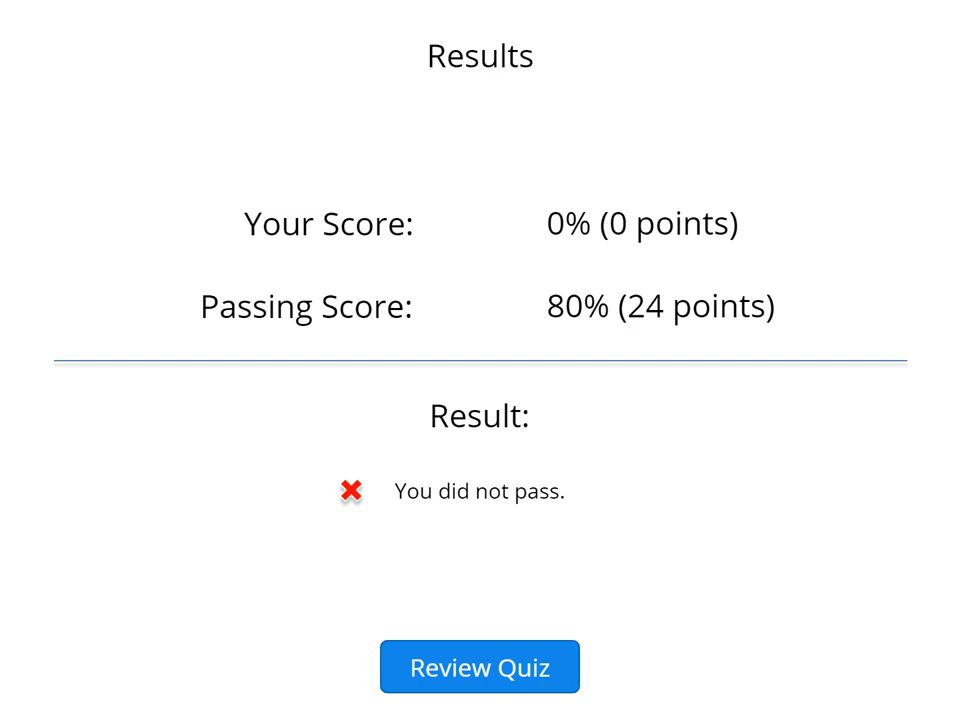 Results
Your Score: 0% (0 points)
Passing Score: 80% (24 points)
Result:
You did not pass.
Review Quiz